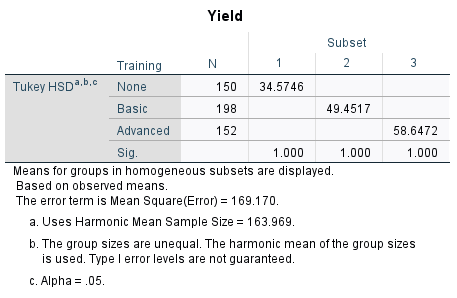 Yield
Subset
Training N 1 2 3
Tukey HSDa,b,c None 150 34.5746
Basic 198 49.4517
Advanced 152 58.6472
Sig. 1.000 1.000 1.000
Means for groups in homogeneous subsets are displayed.
Based on observed means.
The error term is Mean Square(Error) = 169.170.
a. Uses Harmonic Mean Sample Size = 163.969.
b. The group sizes are unequal. The harmonic mean of the group sizes
is used. Type I error levels are not guaranteed.
c. Alpha = .05.